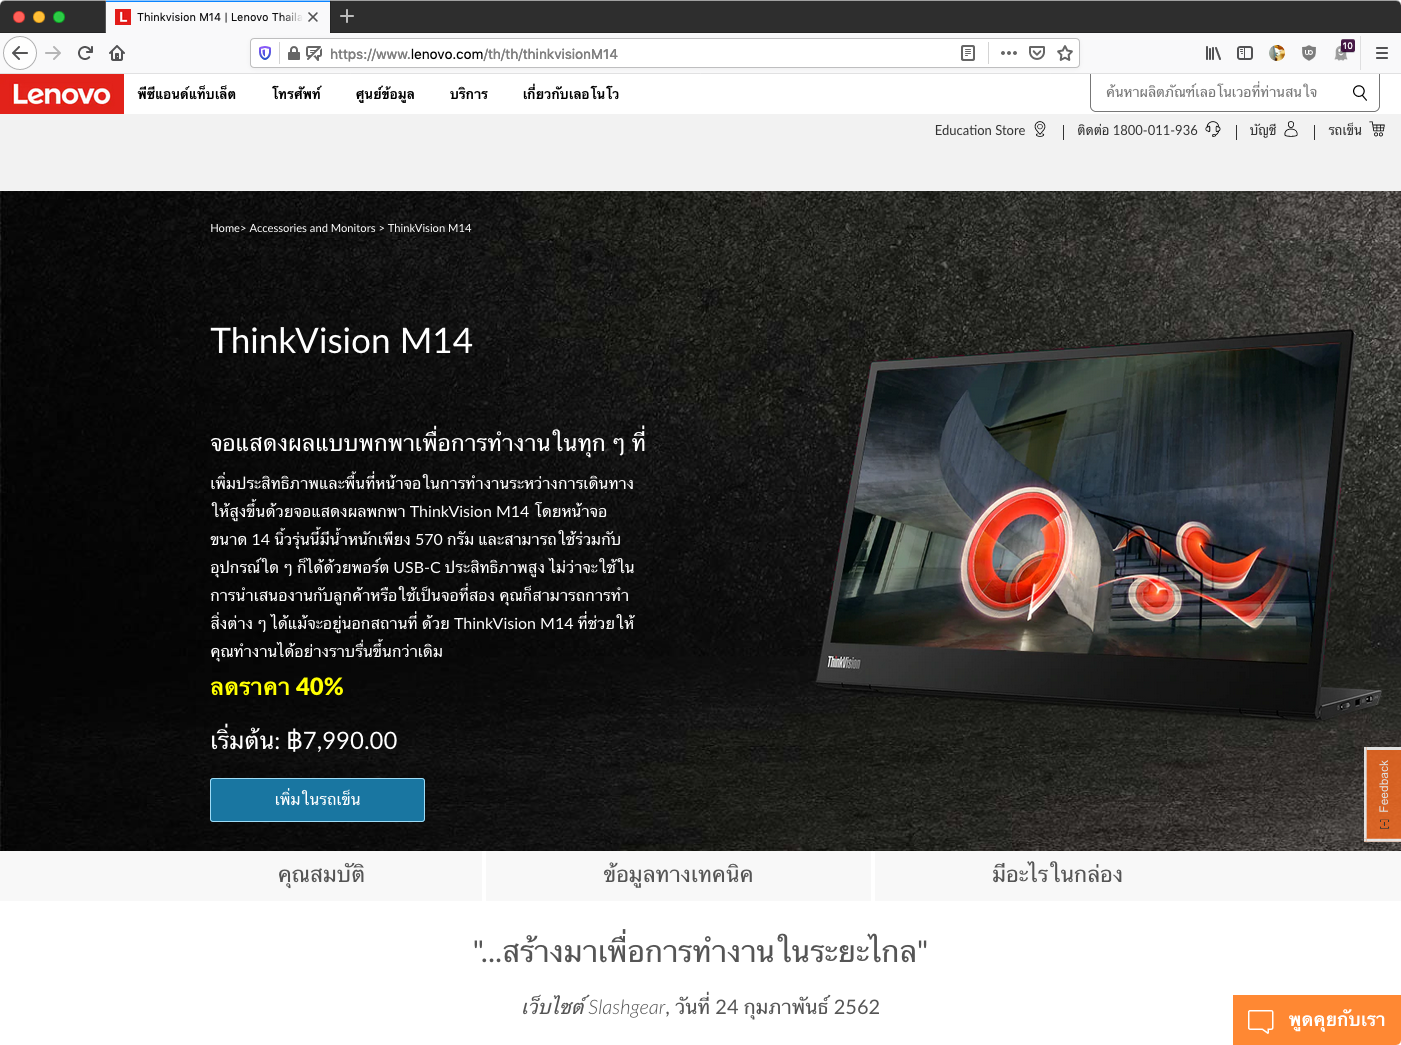 Thinkvision M14 | Lenovo Thaila
https://www.lenovo.com/th/th/thinkvisionM14
10
Lenovo
พีซีแอนด์แท็บเล็ต โทรศัพท์ ศูนย์ข้อมูล บริการ เกี่ยวกับเลอโนโว
ค้นหาผลิตภัณฑ์เลอโนเวอที่ท่านสนใจ
Education Store | ติดต่อ 1800-011-936 | บัญชี | รถเข็น
Home> Accessories and Monitors > ThinkVision M14
ThinkVision M14
จอแสดงผลแบบพกพาเพื่อการทำงานในทุก ๆ ที่
เพิ่มประสิทธิภาพและพื้นที่หน้าจอในการทำงานระหว่างการเดินทาง
ให้สูงขึ้นด้วยจอแสดงผลพกพา ThinkVision M14 โดยหน้าจอ
ขนาด 14 นิ้วรุ่นนี้มีน้ำหนักเพียง 570 กรัม และสามารถใช้ร่วมกับ
อุปกรณ์ใด ๆ ก็ได้ด้วยพอร์ต USB-C ประสิทธิภาพสูง ไม่ว่าจะใช้ใน
การนำเสนองานกับลูกค้าหรือใช้เป็นจอที่สอง คุณก็สามารถการทำ
สิ่งต่าง ๆ ได้แม้จะอยู่นอกสถานที่ ด้วย ThinkVision M14 ที่ช่วยให้
คุณทำงานได้อย่างราบรื่นขึ้นกว่าเดิม
ลดราคา 40%
เริ่มต้น: ฿7,990.00
เพิ่มในรถเข็น
ThinkVision
[+] Feedback
คุณสมบัติ ข้อมูลทางเทคนิค มีอะไรในกล่อง
"...สร้างมาเพื่อการทำงานในระยะไกล"
เว็บไซต์ Slashgear, วันที่ 24 กุมภาพันธ์ 2562
พูดคุยกับเรา